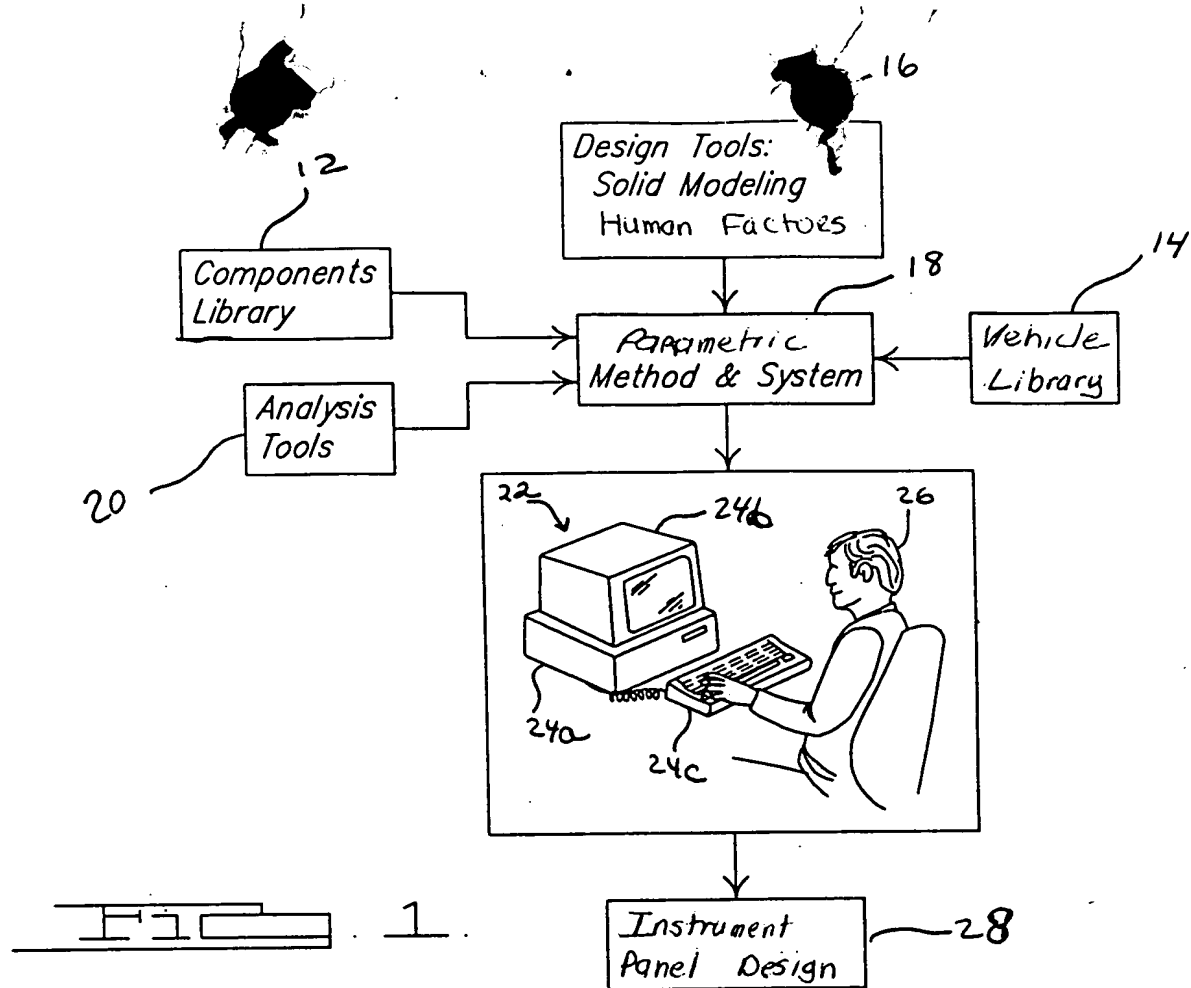 16
Design Tools:
Solid Modeling
Human Factors
12
Components
Library
18
14
Parametric
Method & System
Vehicle
Library
Analysis
Tools
20
22
24b
26
24a
24c
Instrument
Panel Design
28
FIG. 1.